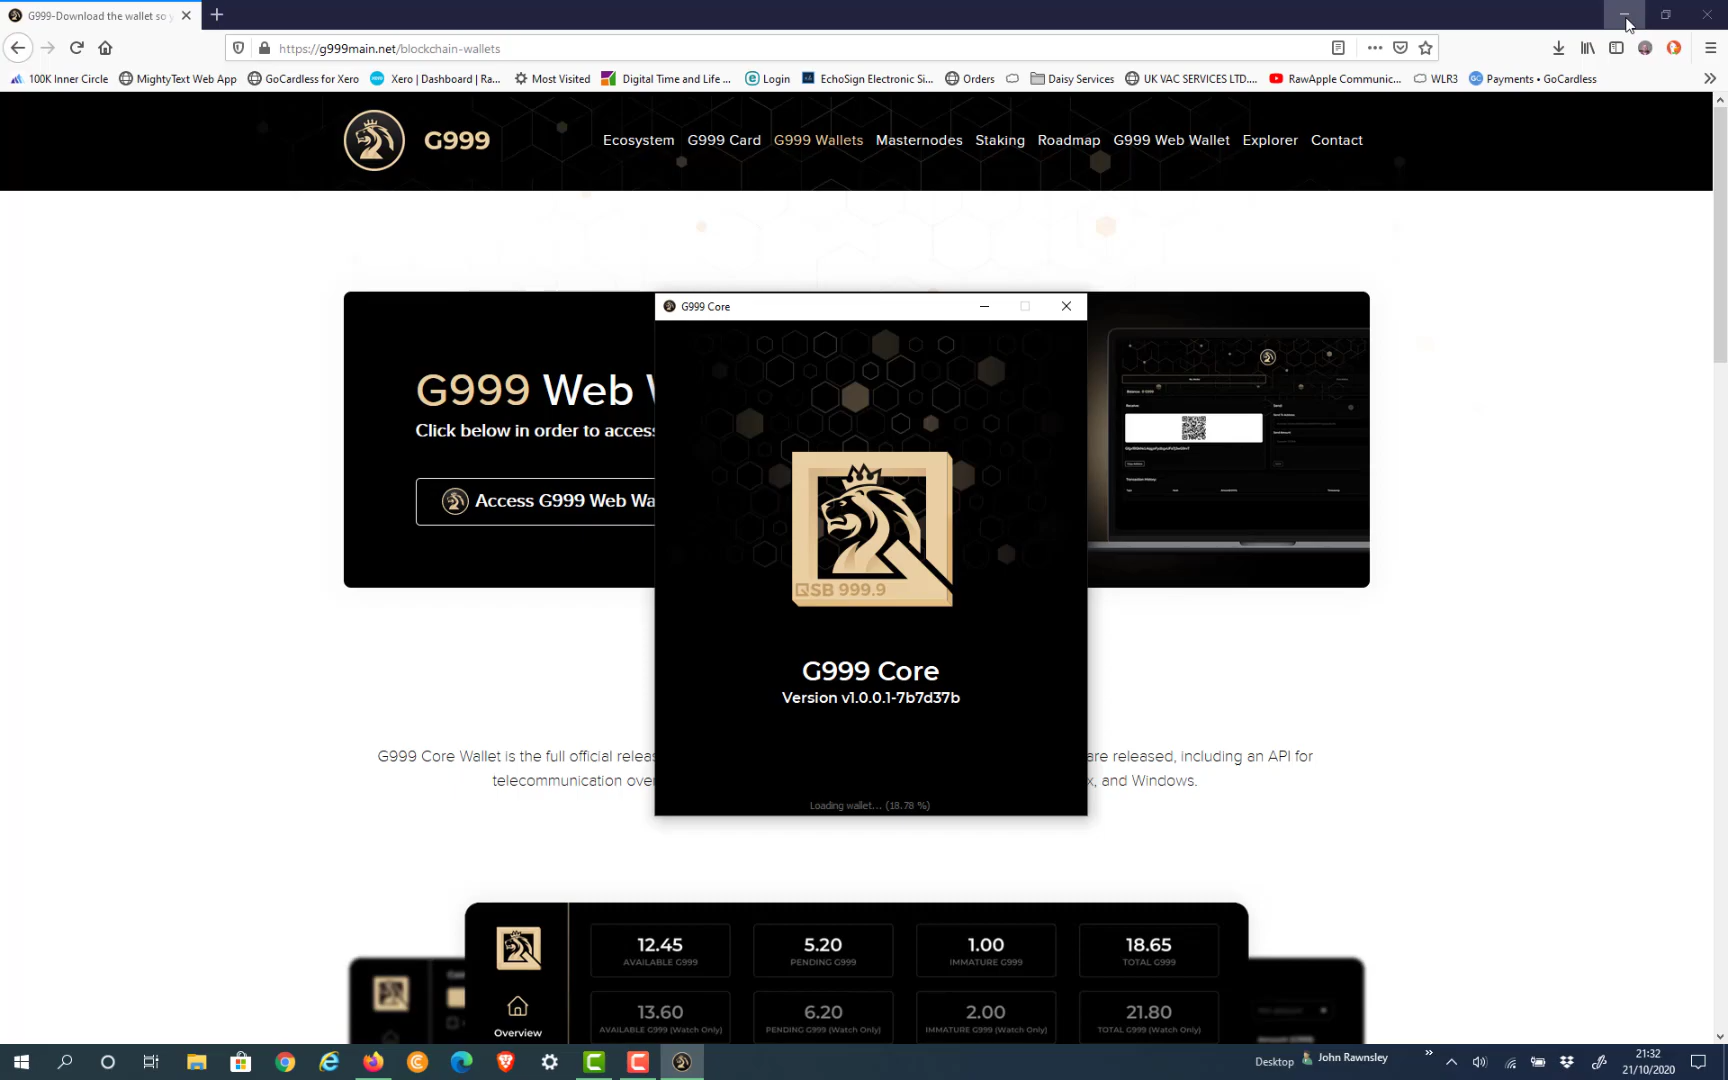 G999-Download the wallet so y
https://g999main.net/blockchain-wallets
100K Inner Circle MightyText Web App GoCardless for Xero Xero | Dashboard | Ra... Most Visited Digital Time and Life ... Login EchoSign Electronic Si... Orders Daisy Services UK VAC SERVICES LTD.... RawApple Communic... WLR3 Payments • GoCardless
G999 Ecosystem G999 Card G999 Wallets Masternodes Staking Roadmap G999 Web Wallet Explorer Contact
G999 Core
G999 Web W
Click below in order to acces
Access G999 Web Wa
QSB 999.9
G999 Core
Version v1.0.0.1-7b7d37b
Loading wallet... (18.78 %)
G999 Core Wallet is the full official relea are released, including an API for
telecommunication ove x, and Windows.
12.45 5.20 1.00 18.65
AVAILABLE G999 PENDING G999 IMMATURE G999 TOTAL G999
13.60 6.20 2.00 21.80
AVAILABLE G999 (Watch Only) PENDING G999 (Watch Only) IMMATURE G999 (Watch Only) TOTAL G999 (Watch Only)
Overview
Desktop John Rawnsley
21:32
21/10/2020